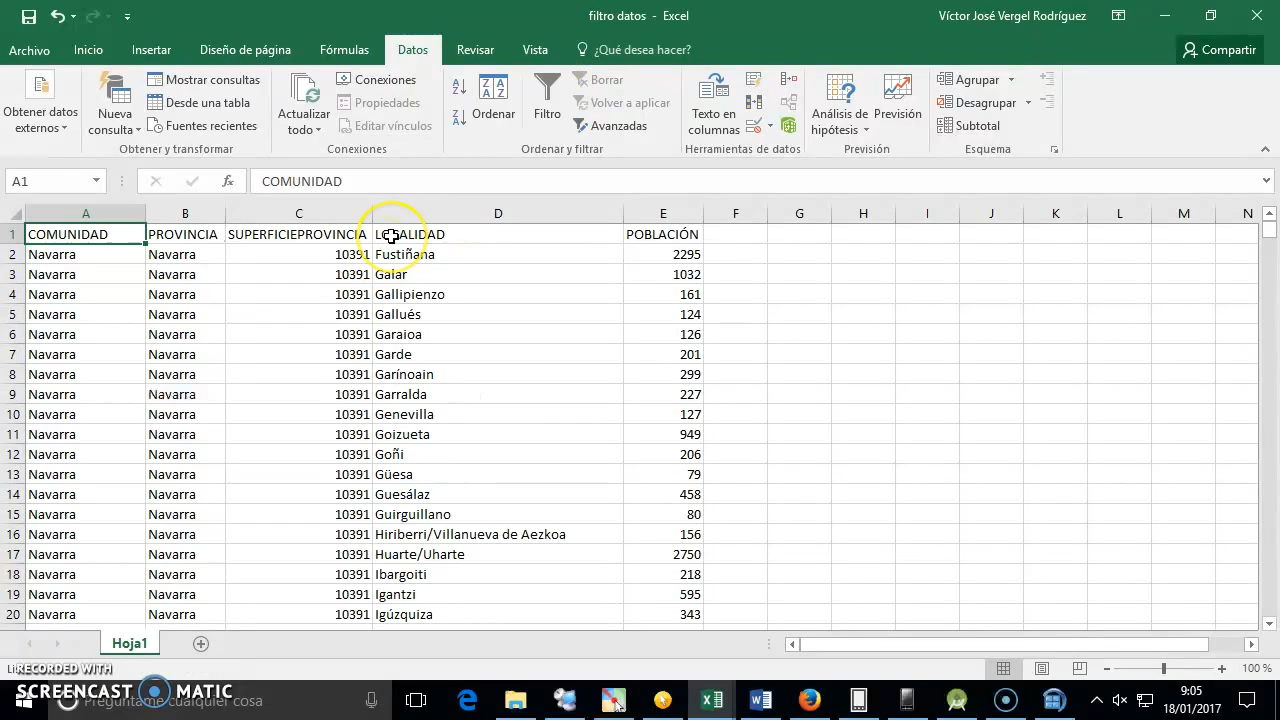 filtro datos - Excel
Víctor José Vergel Rodríguez
Archivo Inicio Insertar Diseño de página Fórmulas Datos Revisar Vista ¿Qué desea hacer? Compartir
Obtener datos externos
Nueva consulta
Mostrar consultas
Desde una tabla
Fuentes recientes
Obtener y transformar
Actualizar todo
Conexiones
Propiedades
Editar vínculos
Conexiones
Ordenar
Filtro
Borrar
Volver a aplicar
Avanzadas
Ordenar y filtrar
Texto en columnas
Herramientas de datos
Análisis de hipótesis
Previsión
Previsión
Agrupar
Desagrupar
Subtotal
Esquema
A1 fx COMUNIDAD
A B C D E F G H I J K L M N
1 COMUNIDAD PROVINCIA SUPERFICIEPROVINCIA LOCALIDAD POBLACIÓN
2 Navarra Navarra 10391 Fustiñana 2295
3 Navarra Navarra 10391 Galar 1032
4 Navarra Navarra 10391 Gallipienzo 161
5 Navarra Navarra 10391 Gallués 124
6 Navarra Navarra 10391 Garaioa 126
7 Navarra Navarra 10391 Garde 201
8 Navarra Navarra 10391 Garínoain 299
9 Navarra Navarra 10391 Garralda 227
10 Navarra Navarra 10391 Genevilla 127
11 Navarra Navarra 10391 Goizueta 949
12 Navarra Navarra 10391 Goñi 206
13 Navarra Navarra 10391 Güesa 79
14 Navarra Navarra 10391 Guesálaz 458
15 Navarra Navarra 10391 Guirguillano 80
16 Navarra Navarra 10391 Hiriberri/Villanueva de Aezkoa 156
17 Navarra Navarra 10391 Huarte/Uharte 2750
18 Navarra Navarra 10391 Ibargoiti 218
19 Navarra Navarra 10391 Igantzi 595
20 Navarra Navarra 10391 Igúzquiza 343
Hoja1
100 %
RECORDED WITH
SCREENCAST MATIC
Pregúntame cualquier cosa
9:05
18/01/2017